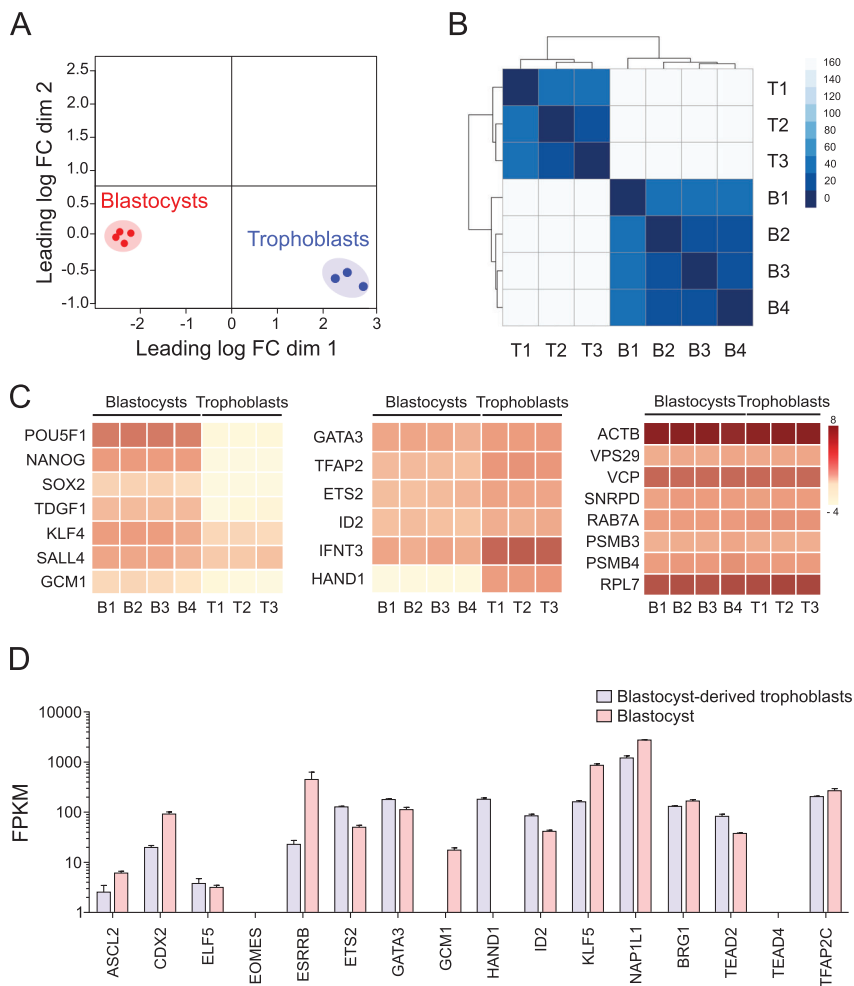 A
2.5
2.0
1.5
1.0
0.5
0.0
-0.5
-1.0
Leading log FC dim 2
Blastocysts
Trophoblasts
-2 -1 0 1 2 3
Leading log FC dim 1
B
T1
T2
T3
B1
B2
B3
B4
T1 T2 T3 B1 B2 B3 B4
160
140
120
100
80
60
40
20
0
C
Blastocysts Trophoblasts
POU5F1
NANOG
SOX2
TDGF1
KLF4
SALL4
GCM1
B1 B2 B3 B4 T1 T2 T3
Blastocysts Trophoblasts
GATA3
TFAP2
ETS2
ID2
IFNT3
HAND1
B1 B2 B3 B4 T1 T2 T3
Blastocysts Trophoblasts
ACTB
VPS29
VCP
SNRPD
RAB7A
PSMB3
PSMB4
RPL7
B1 B2 B3 B4 T1 T2 T3
8
- 4
D
Blastocyst-derived trophoblasts
Blastocyst
10000
1000
100
10
1
FPKM
ASCL2
CDX2
ELF5
EOMES
ESRRB
ETS2
GATA3
GCM1
HAND1
ID2
KLF5
NAP1L1
BRG1
TEAD2
TEAD4
TFAP2C